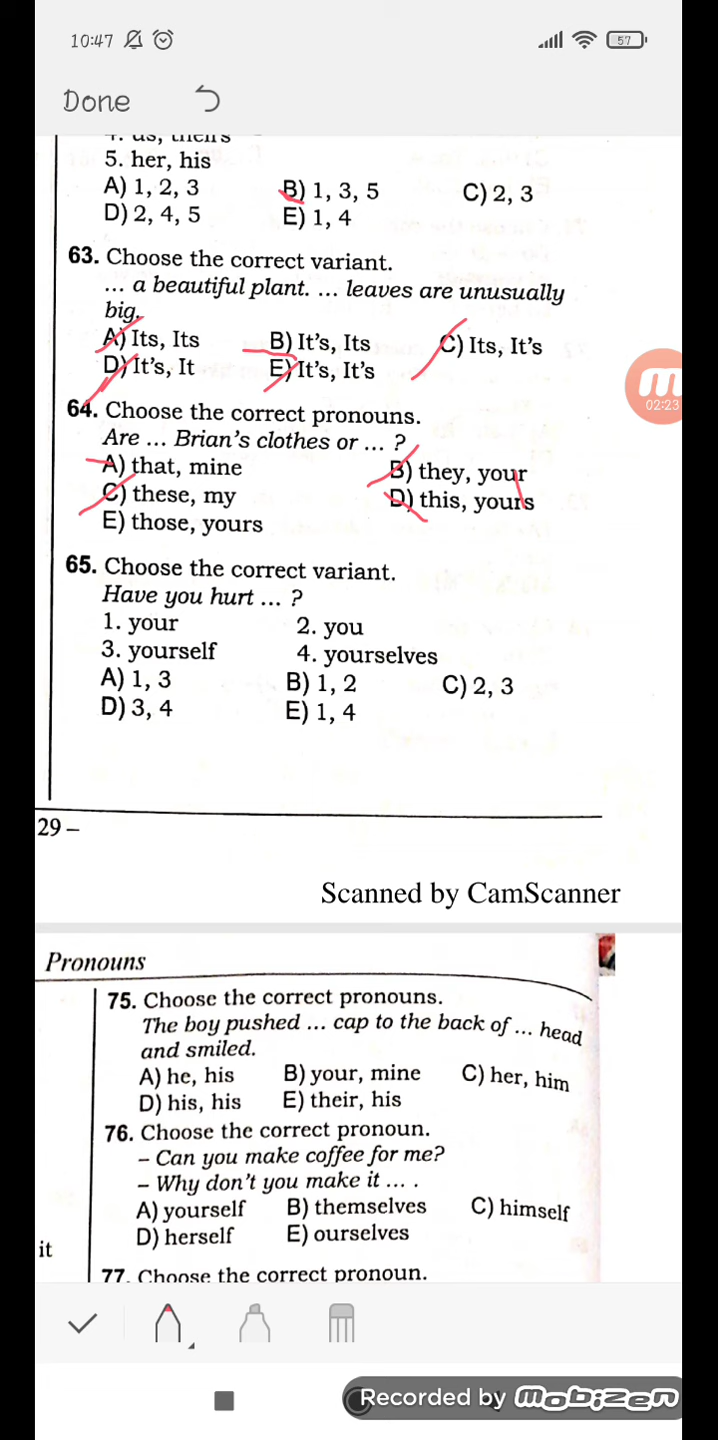 10:47
57
Done
4. us, theirs
5. her, his
A) 1, 2, 3 B) 1, 3, 5 C) 2, 3
D) 2, 4, 5 E) 1, 4
63. Choose the correct variant.
... a beautiful plant. ... leaves are unusually
big.
A) Its, Its B) It's, Its C) Its, It's
D) It's, It E) It's, It's
64. Choose the correct pronouns.
Are ... Brian's clothes or ... ?
A) that, mine B) they, your
C) these, my D) this, yours
E) those, yours
65. Choose the correct variant.
Have you hurt ... ?
1. your 2. you
3. yourself 4. yourselves
A) 1, 3 B) 1, 2 C) 2, 3
D) 3, 4 E) 1, 4
02:23
29 –
Scanned by CamScanner
Pronouns
75. Choose the correct pronouns.
The boy pushed ... cap to the back of ... head
and smiled.
A) he, his B) your, mine C) her, him
D) his, his E) their, his
76. Choose the correct pronoun.
– Can you make coffee for me?
– Why don't you make it ... .
A) yourself B) themselves C) himself
D) herself E) ourselves
it
77. Choose the correct pronoun.
Recorded by mobizen